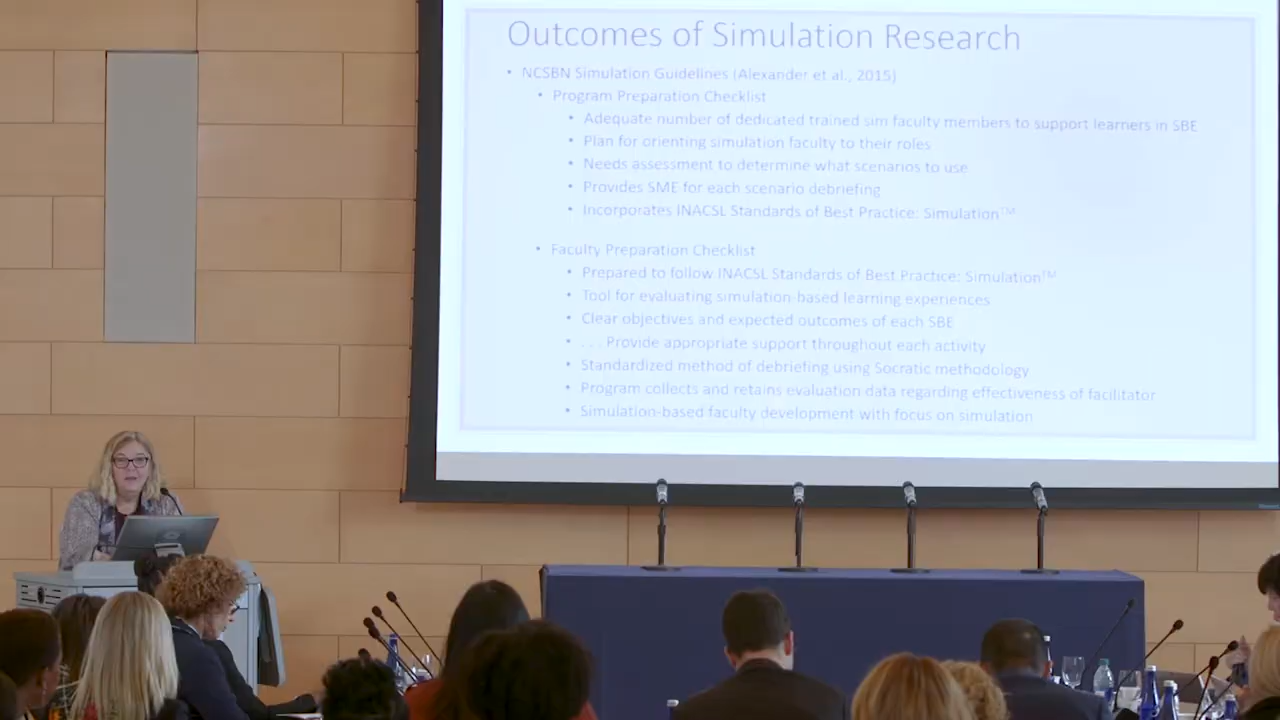 Outcomes of Simulation Research
• NCSBN Simulation Guidelines (Alexander et al., 2015)
• Program Preparation Checklist
• Adequate number of dedicated trained sim faculty members to support learners in SBE
• Plan for orienting simulation faculty to their roles
• Needs assessment to determine what scenarios to use
• Provides SME for each scenario debriefing
• Incorporates INACSL Standards of Best Practice: Simulation™
• Faculty Preparation Checklist
• Prepared to follow INACSL Standards of Best Practice: Simulation™
• Tool for evaluating simulation-based learning experiences
• Clear objectives and expected outcomes of each SBE
• . . . Provide appropriate support throughout each activity
• Standardized method of debriefing using Socratic methodology
• Program collects and retains evaluation data regarding effectiveness of facilitator
• Simulation-based faculty development with focus on simulation